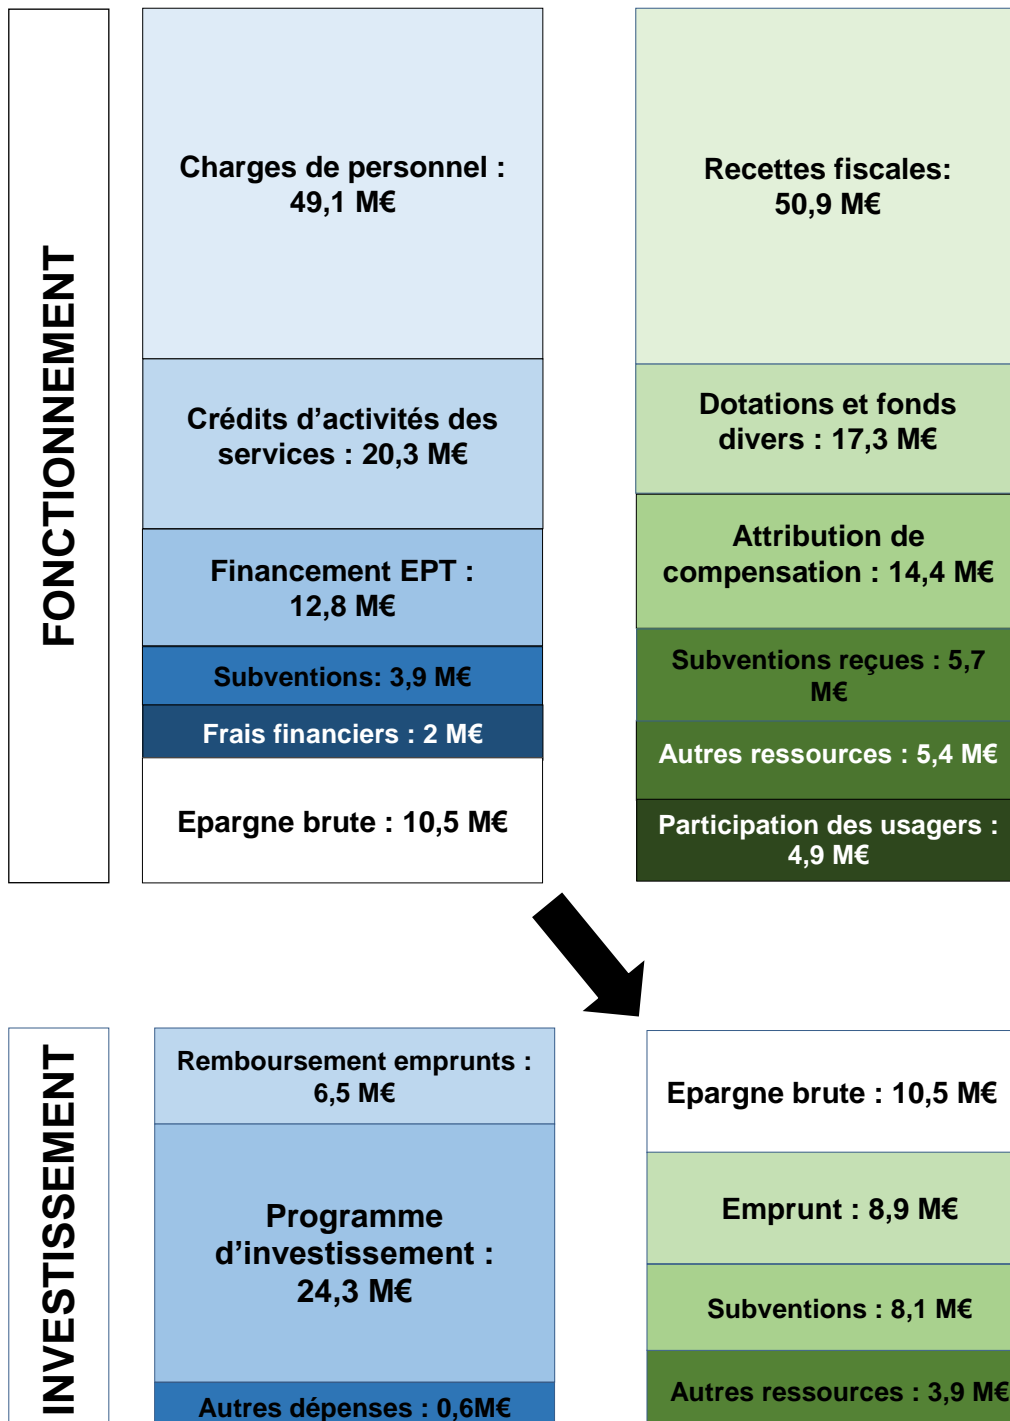 FONCTIONNEMENT
Charges de personnel :
49,1 M€
Crédits d’activités des
services : 20,3 M€
Financement EPT :
12,8 M€
Subventions: 3,9 M€
Frais financiers : 2 M€
Epargne brute : 10,5 M€
Recettes fiscales:
50,9 M€
Dotations et fonds
divers : 17,3 M€
Attribution de
compensation : 14,4 M€
Subventions reçues : 5,7
M€
Autres ressources : 5,4 M€
Participation des usagers :
4,9 M€
INVESTISSEMENT
Remboursement emprunts :
6,5 M€
Programme
d’investissement :
24,3 M€
Autres dépenses : 0,6M€
Epargne brute : 10,5 M€
Emprunt : 8,9 M€
Subventions : 8,1 M€
Autres ressources : 3,9 M€